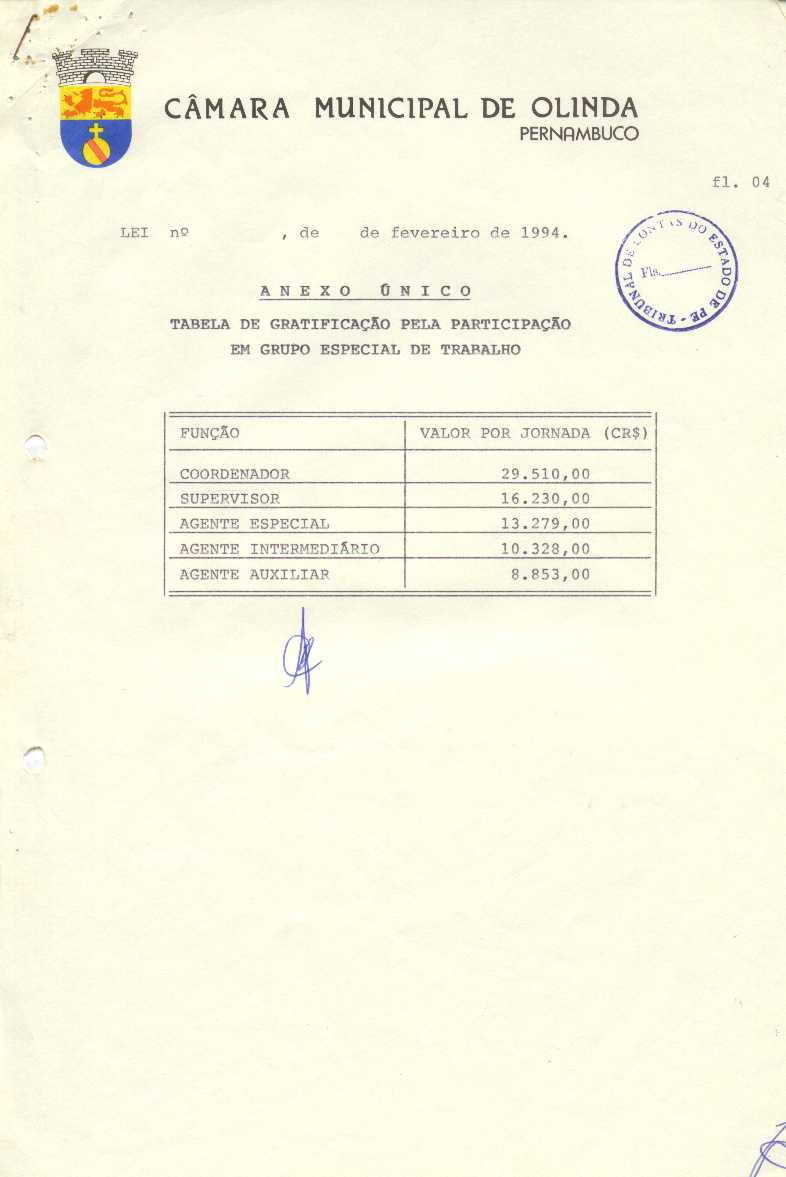 CÂMARA MUNICIPAL DE OLINDA
PERNAMBUCO
fl. 04
LEI nº , de de fevereiro de 1994.
TRIBUNAL DE CONTAS DO ESTADO DE PE -
Fls.
ANEXO ÚNICO
TABELA DE GRATIFICAÇÃO PELA PARTICIPAÇÃO
EM GRUPO ESPECIAL DE TRABALHO
FUNÇÃO VALOR POR JORNADA (CR$)
COORDENADOR 29.510,00
SUPERVISOR 16.230,00
AGENTE ESPECIAL 13.279,00
AGENTE INTERMEDIÁRIO 10.328,00
AGENTE AUXILIAR 8.853,00